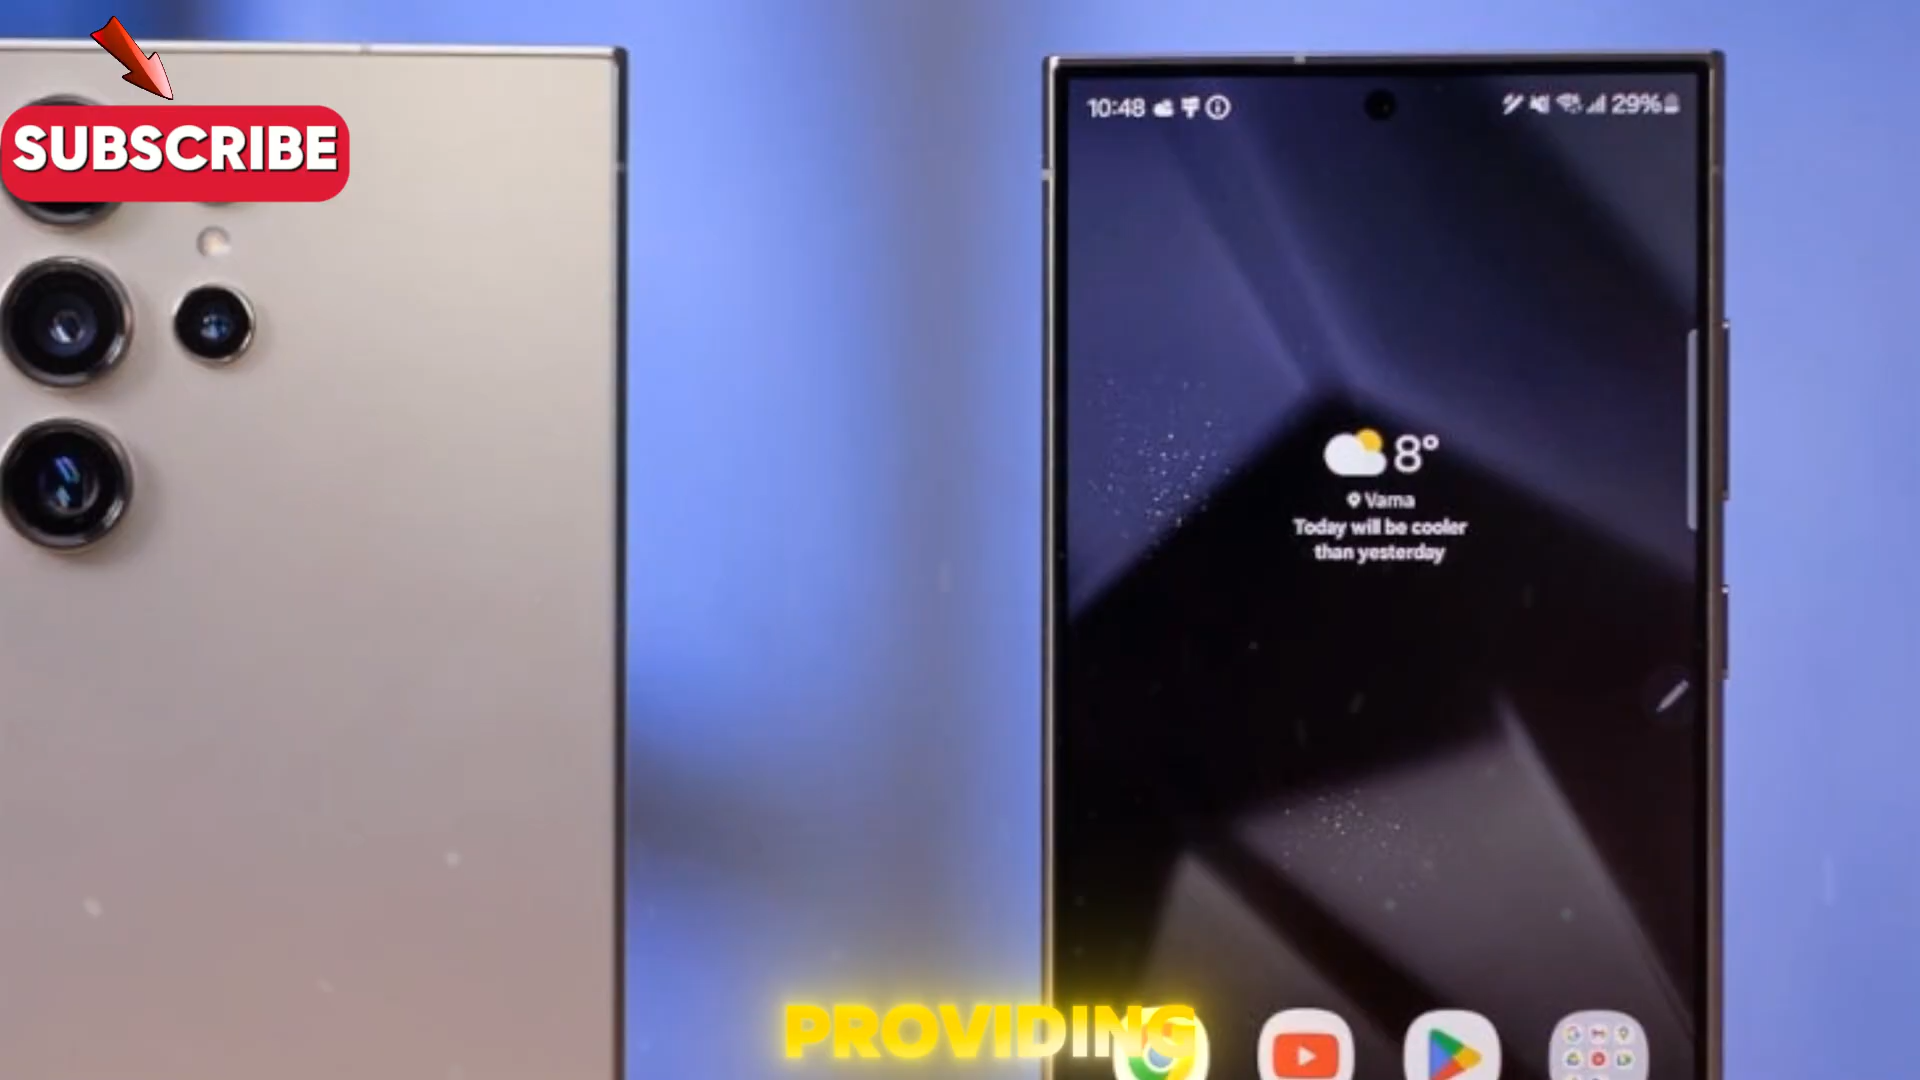 SUBSCRIBE
10:48
29%
8°
Varna
Today will be cooler
than yesterday
PROVIDING